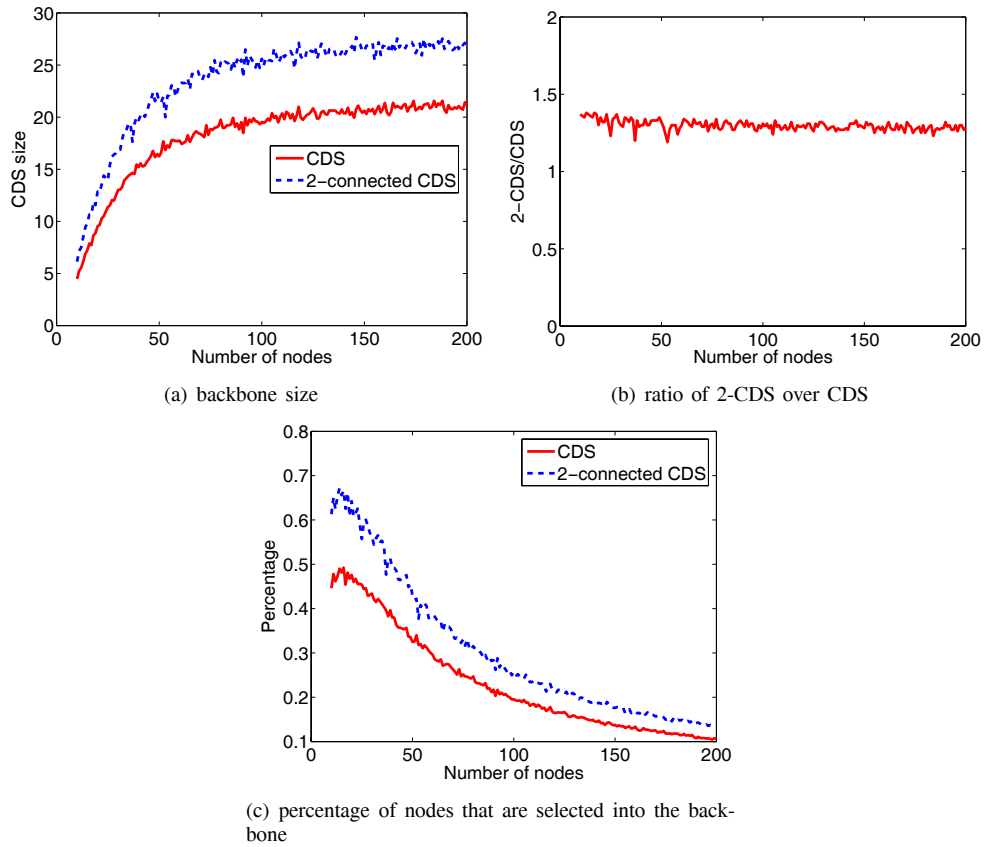 30
25
20
15
10
5
0
CDS size
CDS
2−connected CDS
0
50
100
150
200
Number of nodes
(a) backbone size
2
1.5
1
0.5
0
2−CDS/CDS
0
50
100
150
200
Number of nodes
(b) ratio of 2-CDS over CDS
0.8
0.7
0.6
0.5
0.4
0.3
0.2
0.1
Percentage
CDS
2−connected CDS
0
50
100
150
200
Number of nodes
(c) percentage of nodes that are selected into the back-
bone